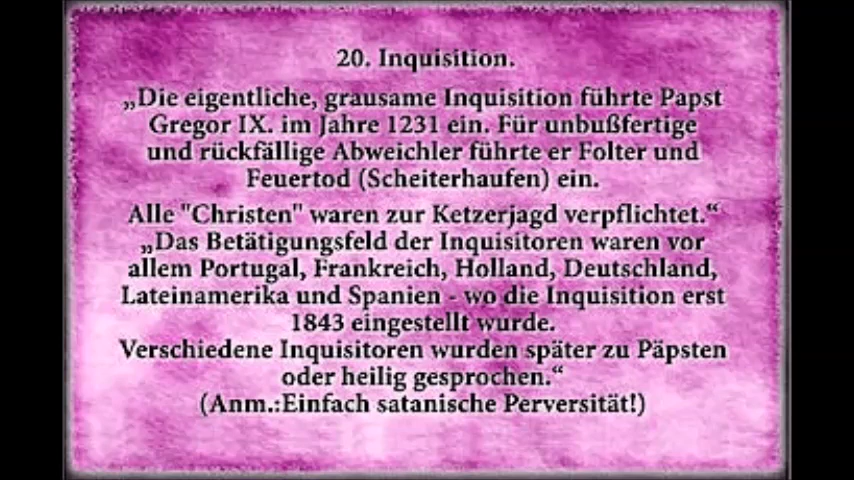 20. Inquisition.
„Die eigentliche, grausame Inquisition führte Papst
Gregor IX. im Jahre 1231 ein. Für unbußfertige
und rückfällige Abweichler führte er Folter und
Feuertod (Scheiterhaufen) ein.
Alle "Christen" waren zur Ketzerjagd verpflichtet.“
„Das Betätigungsfeld der Inquisitoren waren vor
allem Portugal, Frankreich, Holland, Deutschland,
Lateinamerika und Spanien - wo die Inquisition erst
1843 eingestellt wurde.
Verschiedene Inquisitoren wurden später zu Päpsten
oder heilig gesprochen.“
(Anm.:Einfach satanische Perversität!)